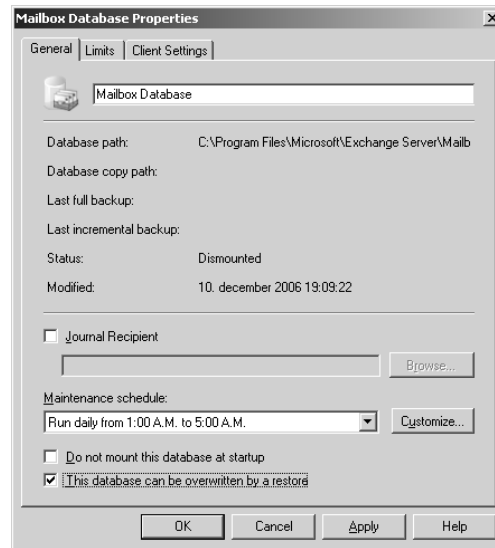 Mailbox Database Properties
General Limits Client Settings
Mailbox Database
Database path: C:\Program Files\Microsoft\Exchange Server\Mailb
Database copy path:
Last full backup:
Last incremental backup:
Status: Dismounted
Modified: 10. december 2006 19:09:22
Journal Recipient
Browse...
Maintenance schedule:
Run daily from 1:00 A.M. to 5:00 A.M. Customize...
Do not mount this database at startup
This database can be overwritten by a restore
OK Cancel Apply Help